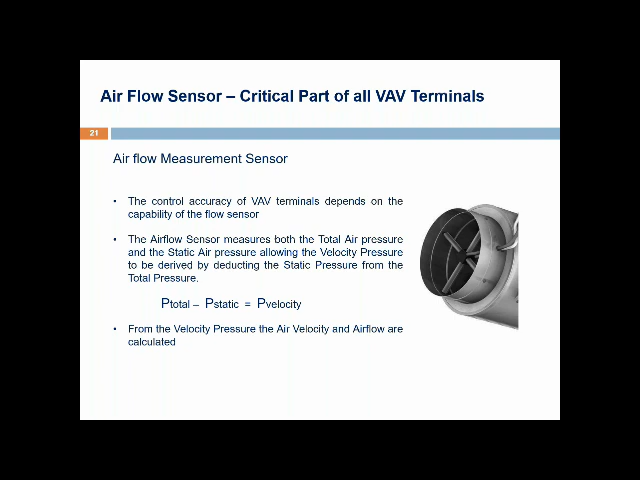 Air Flow Sensor – Critical Part of all VAV Terminals
21
Air flow Measurement Sensor
• The control accuracy of VAV terminals depends on the
capability of the flow sensor
• The Airflow Sensor measures both the Total Air pressure
and the Static Air pressure allowing the Velocity Pressure
to be derived by deducting the Static Pressure from the
Total Pressure.
Ptotal – Pstatic = Pvelocity
• From the Velocity Pressure the Air Velocity and Airflow are
calculated